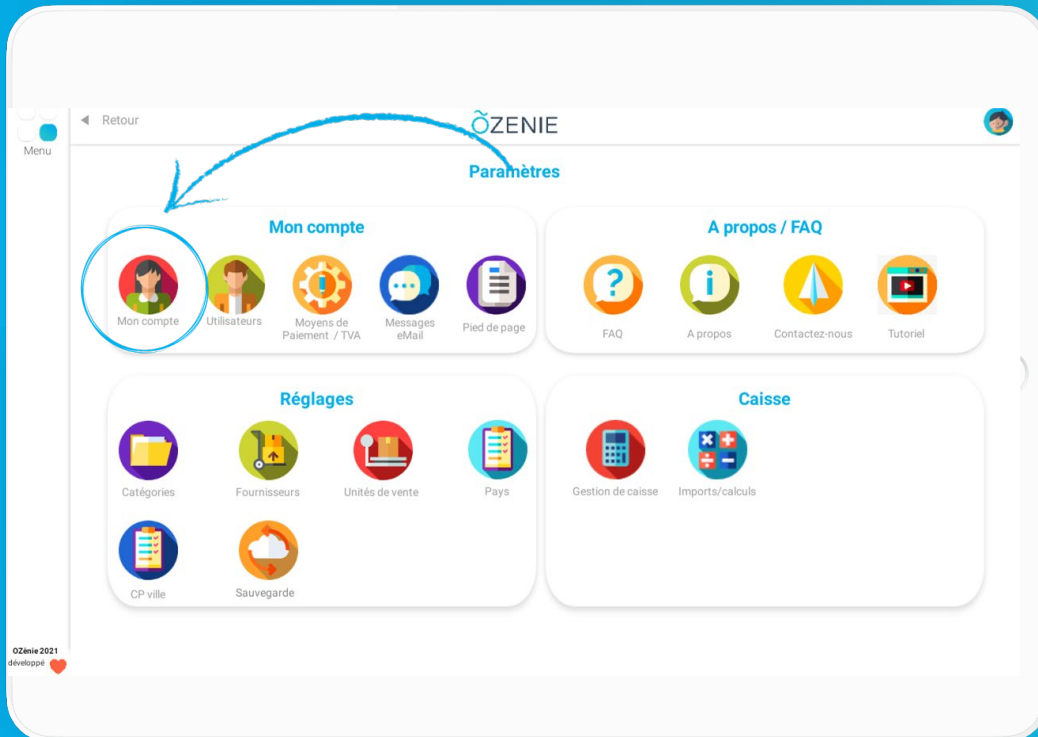 Retour
ÕZENIE
Menu
Paramètres
Mon compte
Mon compte
Utilisateurs
Moyens de
Paiement / TVA
Messages
eMail
Pied de page
A propos / FAQ
?
FAQ
i
A propos
Contactez-nous
Tutoriel
Réglages
Catégories
Fournisseurs
Unités de vente
Pays
CP ville
Sauvegarde
Caisse
Gestion de caisse
Imports/calculs
OZènie 2021
développé